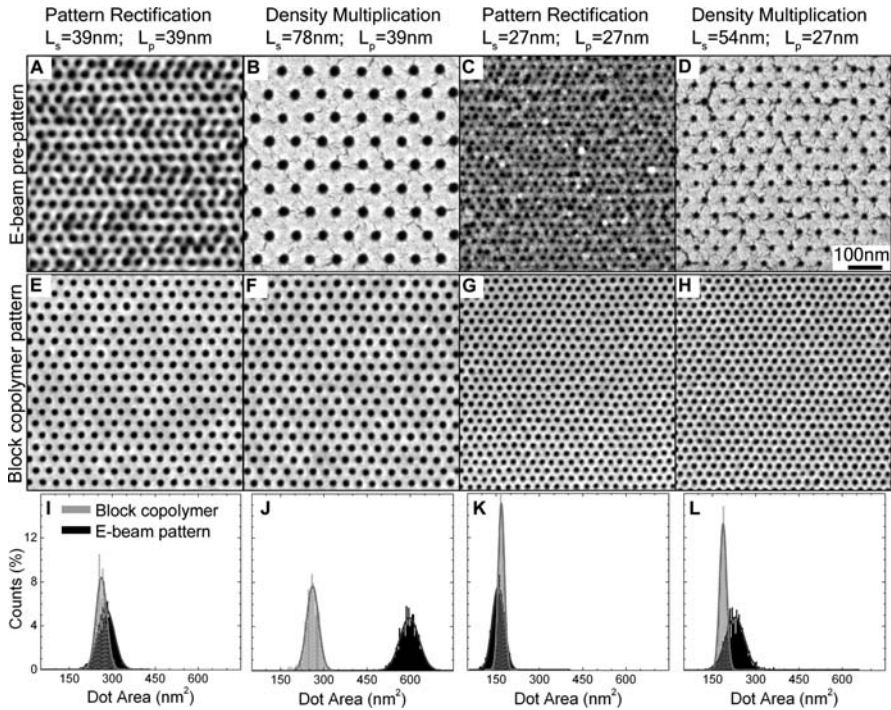 Pattern Rectification Density Multiplication Pattern Rectification Density Multiplication
Lₛ=39nm; Lₚ=39nm Lₛ=78nm; Lₚ=39nm Lₛ=27nm; Lₚ=27nm Lₛ=54nm; Lₚ=27nm
E-beam pre-pattern
A B C D
100nm
Block copolymer pattern
E F G H
I J K L
Block copolymer
E-beam pattern
Counts (%)
12
8
4
0
150 300 450 600 150 300 450 600 150 300 450 600 150 300 450 600
Dot Area (nm²) Dot Area (nm²) Dot Area (nm²) Dot Area (nm²)